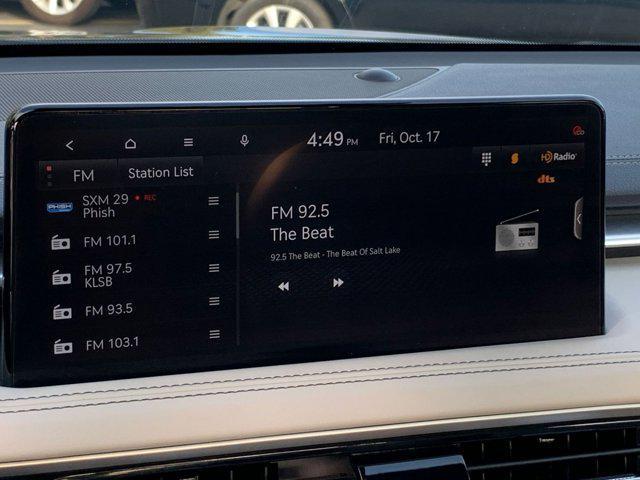 4:49 PM Fri, Oct. 17
FM Station List HD Radio
dts
SXM 29 REC
PHISH Phish
FM 101.1
FM 97.5
KLSB
FM 93.5
FM 103.1
FM 92.5
The Beat
92.5 The Beat - The Beat Of Salt Lake